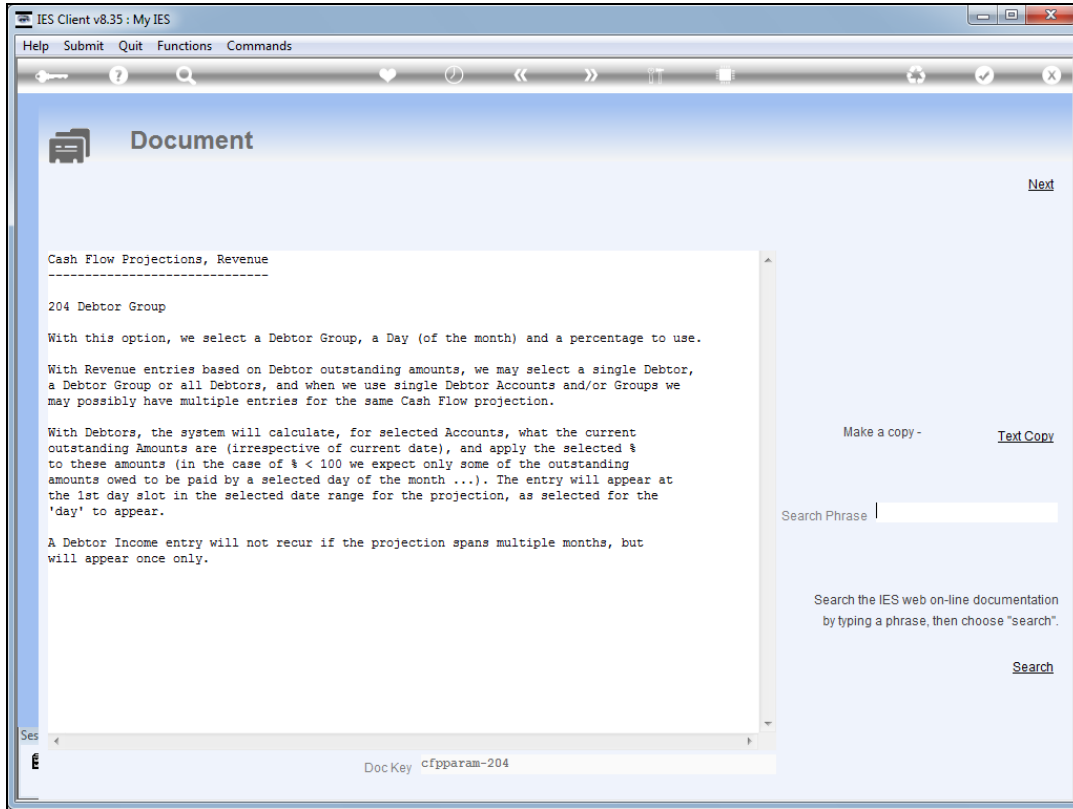 IES Client v8.35 : My IES
Help Submit Quit Functions Commands
Document
Next
Cash Flow Projections, Revenue
------------------------------
204 Debtor Group
With this option, we select a Debtor Group, a Day (of the month) and a percentage to use.
With Revenue entries based on Debtor outstanding amounts, we may select a single Debtor,
a Debtor Group or all Debtors, and when we use single Debtor Accounts and/or Groups we
may possibly have multiple entries for the same Cash Flow projection.
With Debtors, the system will calculate, for selected Accounts, what the current
outstanding Amounts are (irrespective of current date), and apply the selected %
to these amounts (in the case of % < 100 we expect only some of the outstanding
amounts owed to be paid by a selected day of the month ...). The entry will appear at
the 1st day slot in the selected date range for the projection, as selected for the
'day' to appear.
A Debtor Income entry will not recur if the projection spans multiple months, but
will appear once only.
Make a copy -
Text Copy
Search Phrase
Search the IES web on-line documentation
by typing a phrase, then choose "search".
Search
Ses
Doc Key cfpparam-204